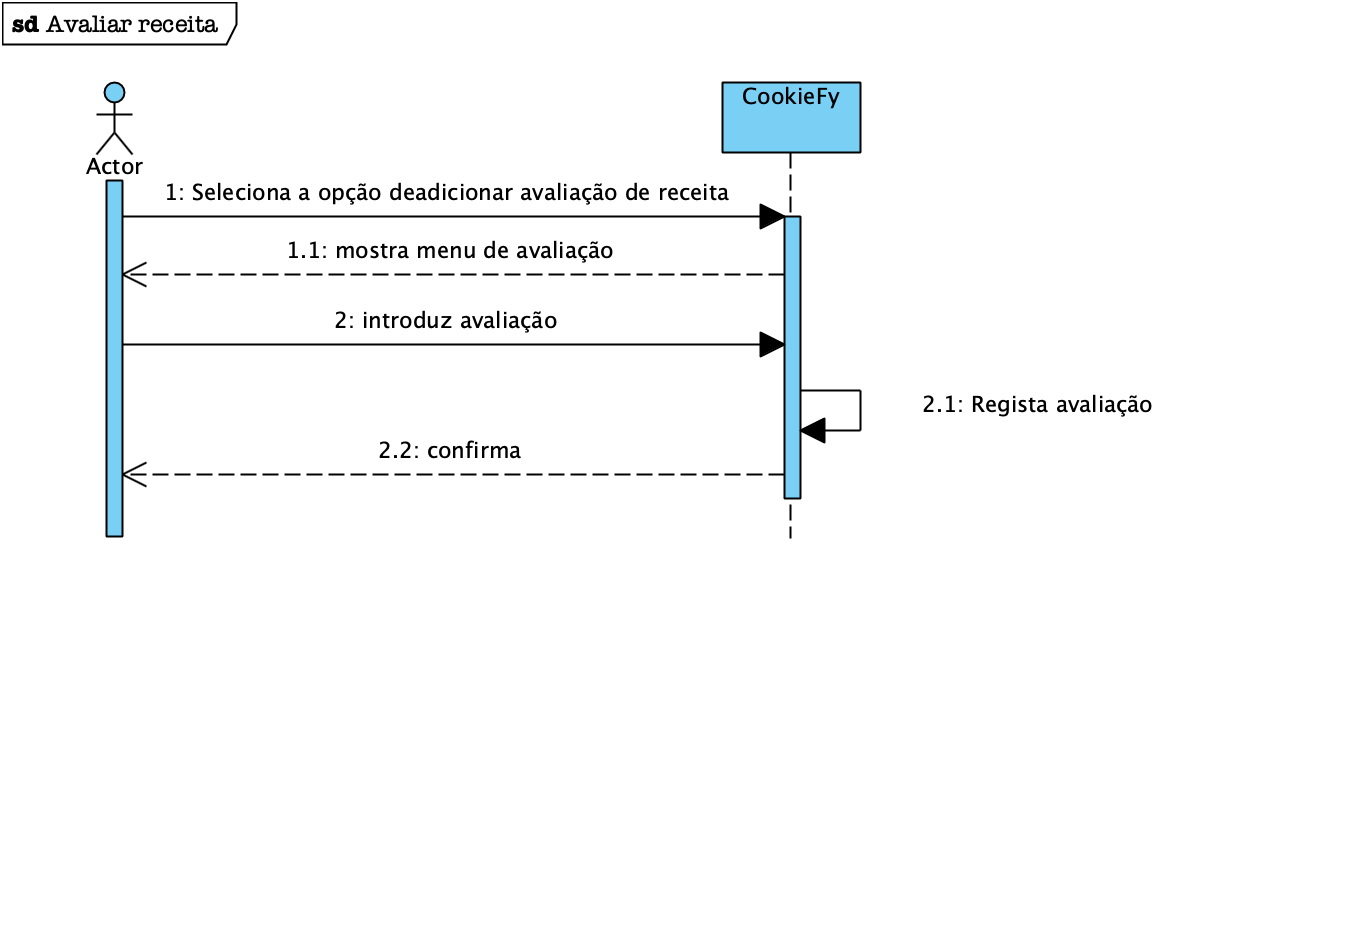 sd Avaliar receita
CookieFy
Actor
1: Seleciona a opção deadicionar avaliação de receita
1.1: mostra menu de avaliação
2: introduz avaliação
2.1: Regista avaliação
2.2: confirma